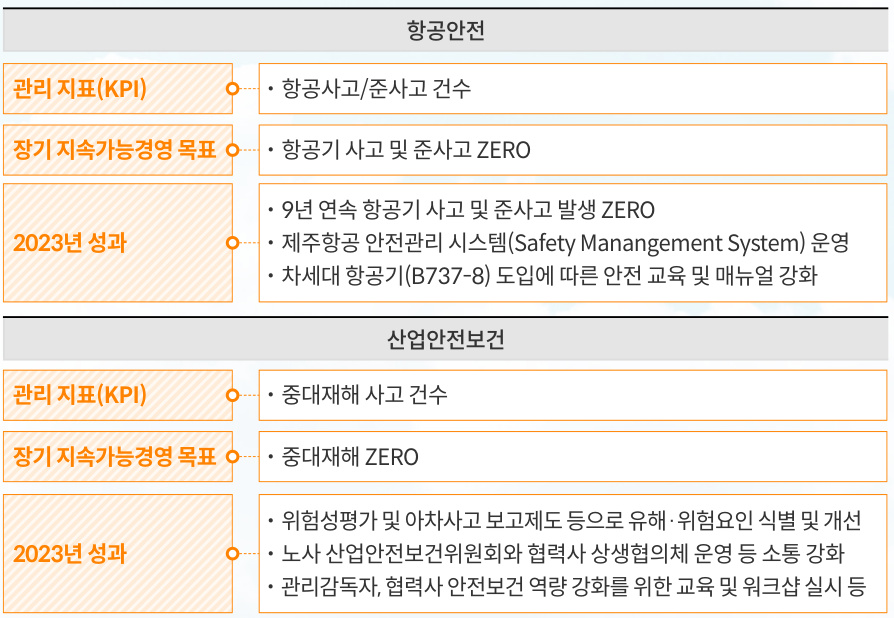 항공안전
관리 지표(KPI)
• 항공사고/준사고 건수
장기 지속가능경영 목표
• 항공기 사고 및 준사고 ZERO
2023년 성과
• 9년 연속 항공기 사고 및 준사고 발생 ZERO
• 제주항공 안전관리 시스템(Safety Manangement System) 운영
• 차세대 항공기(B737-8) 도입에 따른 안전 교육 및 매뉴얼 강화
산업안전보건
관리 지표(KPI)
• 중대재해 사고 건수
장기 지속가능경영 목표
• 중대재해 ZERO
2023년 성과
• 위험성평가 및 아차사고 보고제도 등으로 유해·위험요인 식별 및 개선
• 노사 산업안전보건위원회와 협력사 상생협의체 운영 등 소통 강화
• 관리감독자, 협력사 안전보건 역량 강화를 위한 교육 및 워크샵 실시 등